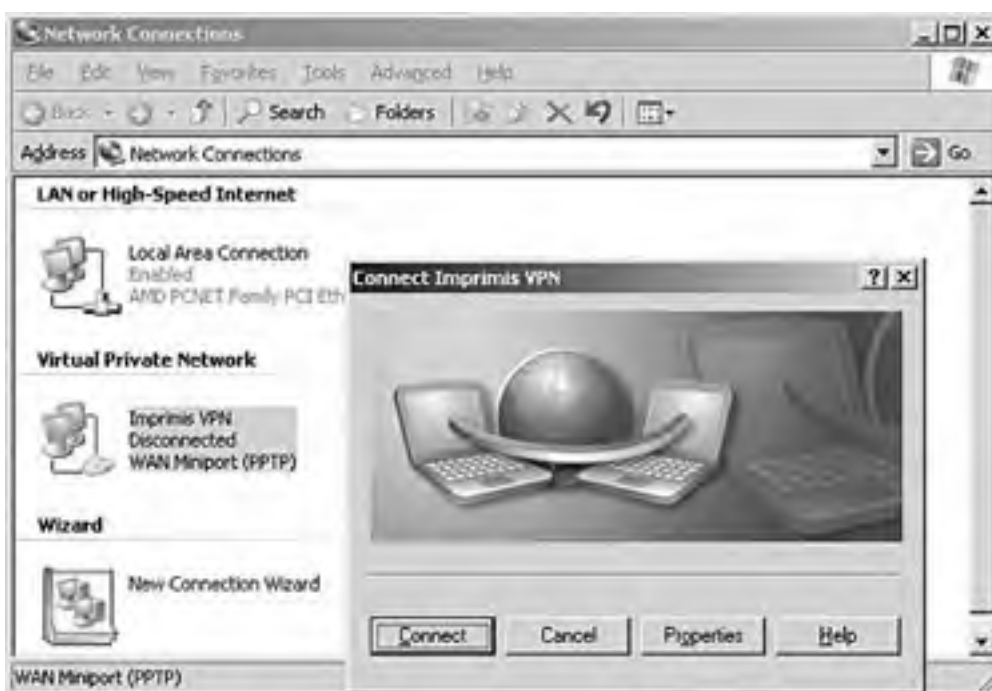 Network Connections
File Edit View Favorites Tools Advanced Help
Back Search Folders
Address Network Connections Go
LAN or High-Speed Internet
Local Area Connection
Enabled
AMD PCNET Family PCI Eth
Virtual Private Network
Imprimis VPN
Disconnected
WAN Miniport (PPTP)
Wizard
New Connection Wizard
WAN Miniport (PPTP)
Connect Imprimis VPN
Connect Cancel Properties Help